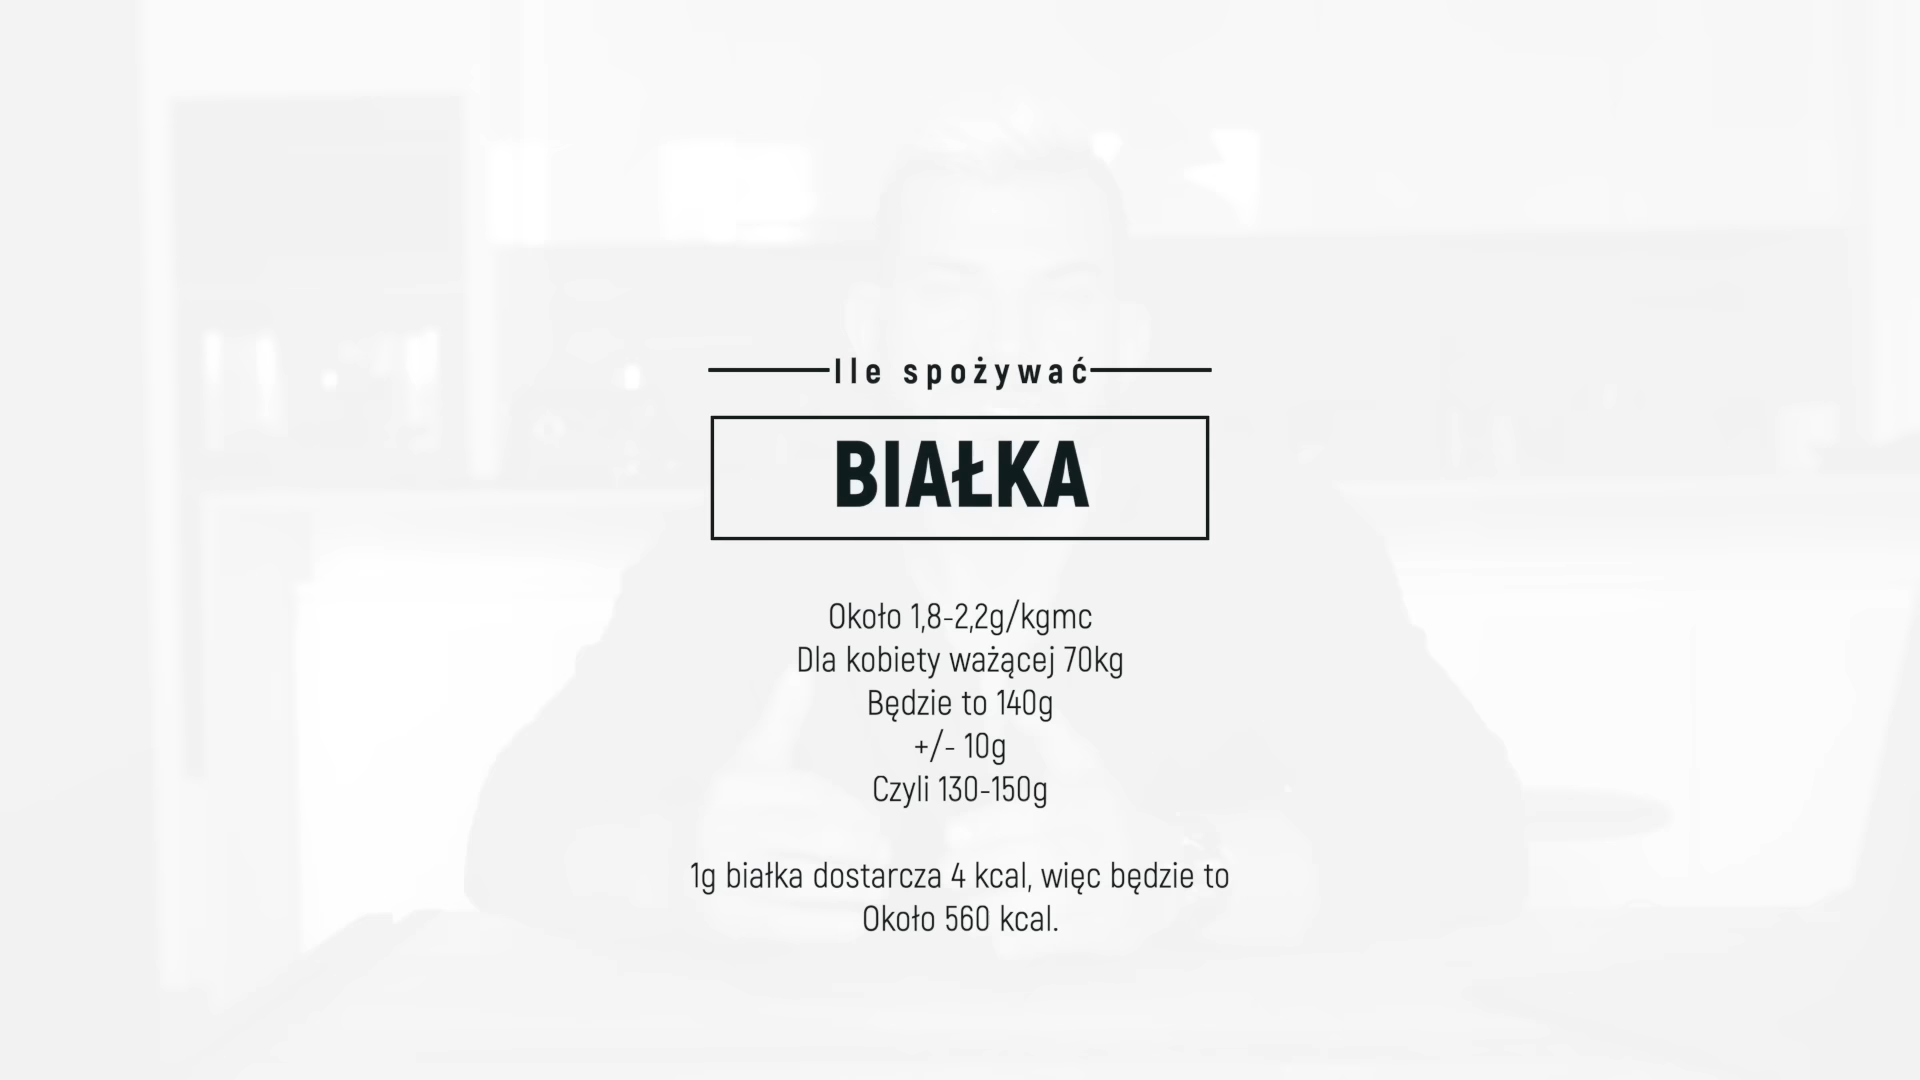 Ile spożywać
BIAŁKA
Około 1,8-2,2g/kgmc
Dla kobiety ważącej 70kg
Będzie to 140g
+/- 10g
Czyli 130-150g
1g białka dostarcza 4 kcal, więc będzie to
Około 560 kcal.